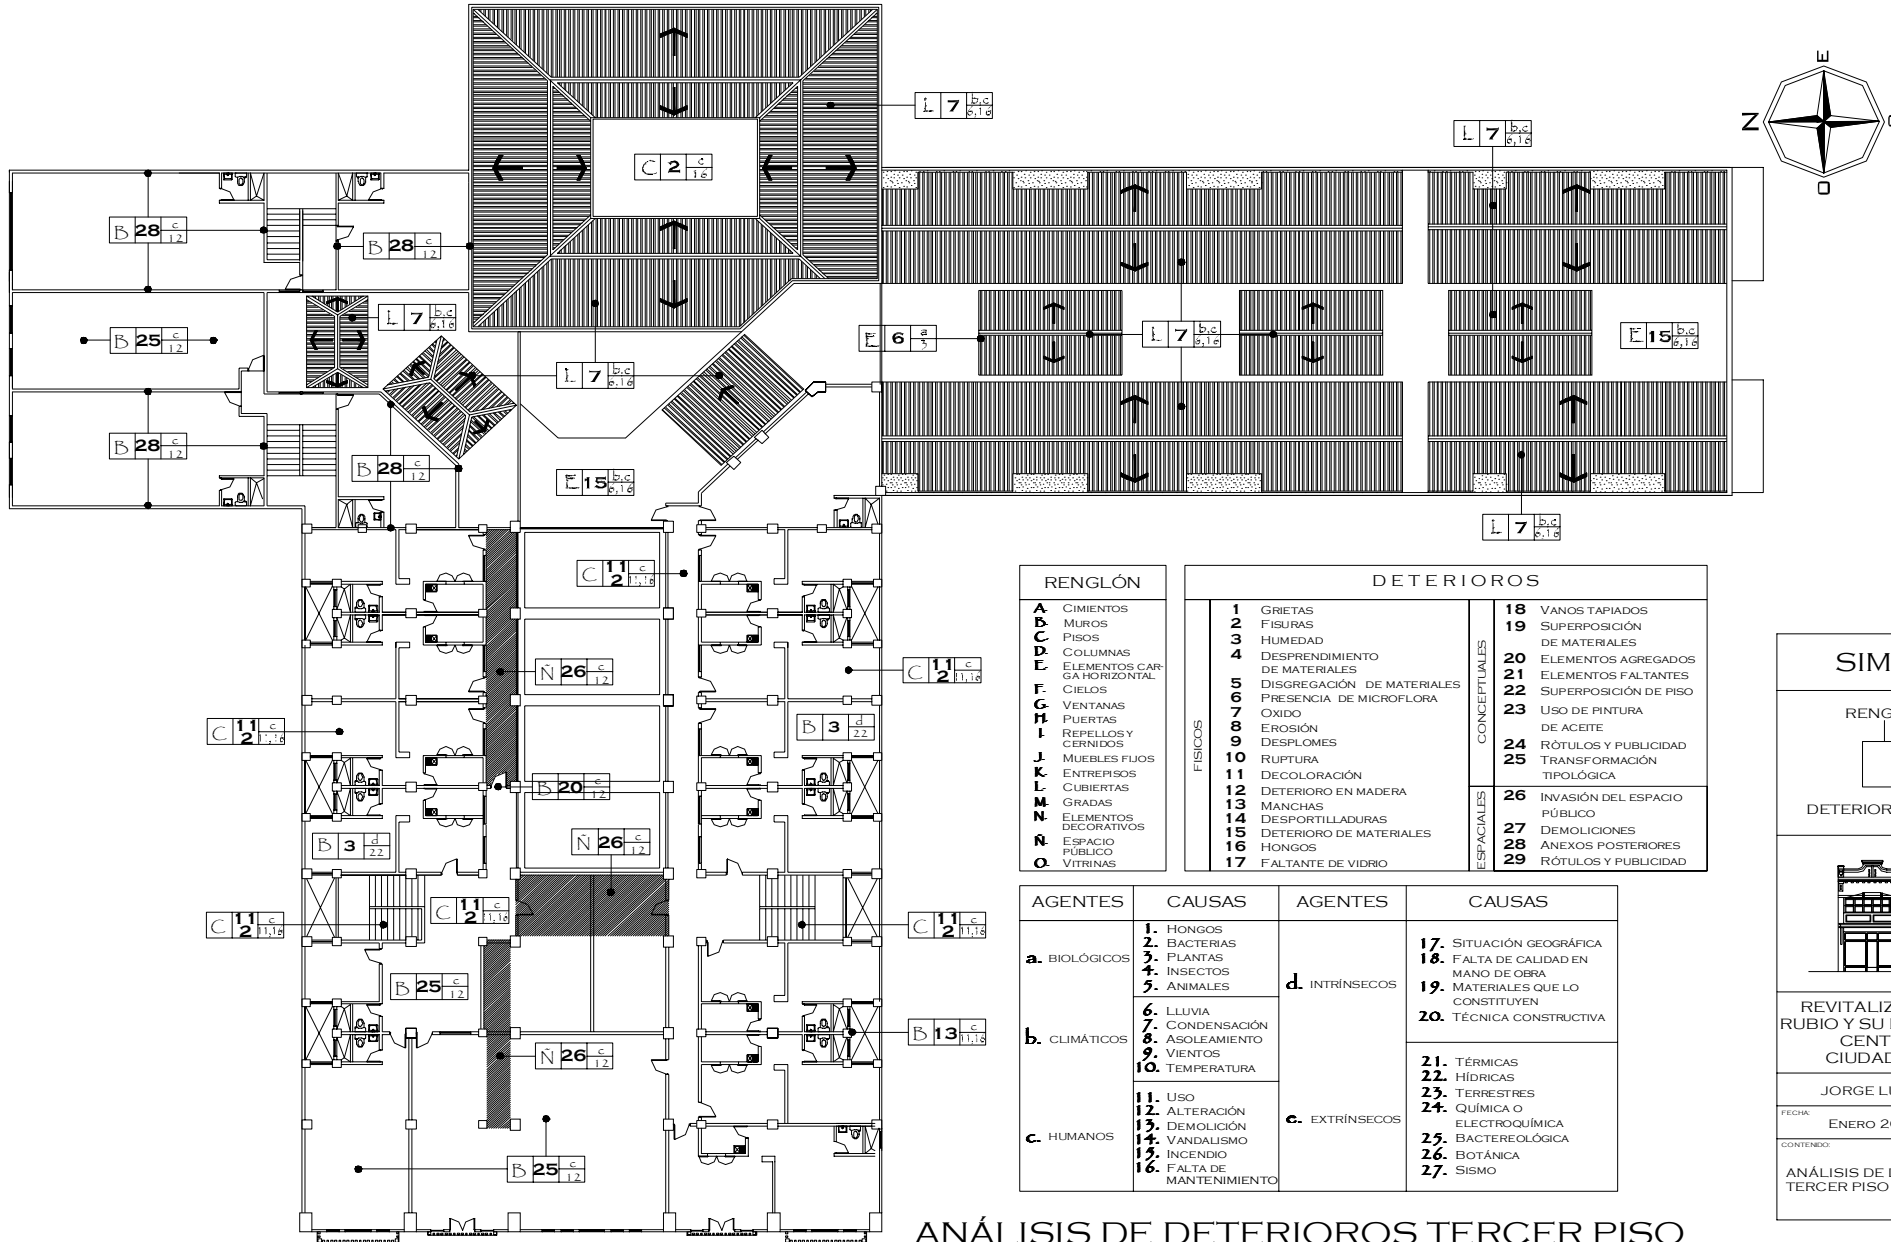 L 7 b,c 6,16
C 2 c 16
L 7 b,c 6,16
E
N
O
B 28 c 12
B 28 c 12
L 7 b,c 6,16
B 25 c 12
E 6 a 3
L 7 b,c 6,16
E 15 b,c 6,16
L 7 b,c 6,16
B 28 c 12
B 28 c 12
E 15 b,c 6,16
L 7 b,c 6,16
C 11 2 c 11,16
Ñ 26 c 12
C 11 2 c 11,16
C 11 2 c 11,16
B 3 d 22
B 20 c 12
B 3 d 22
Ñ 26 c 12
C 11 2 c 11,16
C 11 2 c 11,16
C 11 2 c 11,16
B 25 c 12
B 13 c 11,16
Ñ 26 c 12
B 25 c 12
RENGLÓN
A CIMIENTOS
B MUROS
C PISOS
D COLUMNAS
E ELEMENTOS CAR-
GA HORIZONTAL
F CIELOS
G VENTANAS
H PUERTAS
I REPELLOS Y
CERNIDOS
J MUEBLES FIJOS
K ENTREPISOS
L CUBIERTAS
M GRADAS
N ELEMENTOS
DECORATIVOS
Ñ ESPACIO
PÚBLICO
O VITRINAS
DETERIOROS
FISICOS
1 GRIETAS
2 FISURAS
3 HUMEDAD
4 DESPRENDIMIENTO
DE MATERIALES
5 DISGREGACIÓN DE MATERIALES
6 PRESENCIA DE MICROFLORA
7 OXIDO
8 EROSIÓN
9 DESPLOMES
10 RUPTURA
11 DECOLORACIÓN
12 DETERIORO EN MADERA
13 MANCHAS
14 DESPORTILLADURAS
15 DETERIORO DE MATERIALES
16 HONGOS
17 FALTANTE DE VIDRIO
CONCEPTUALES
18 VANOS TAPIADOS
19 SUPERPOSICIÓN
DE MATERIALES
20 ELEMENTOS AGREGADOS
21 ELEMENTOS FALTANTES
22 SUPERPOSICIÓN DE PISO
23 USO DE PINTURA
DE ACEITE
24 RÒTULOS Y PUBLICIDAD
25 TRANSFORMACIÓN
TIPOLÓGICA
ESPACIALES
26 INVASIÓN DEL ESPACIO
PÚBLICO
27 DEMOLICIONES
28 ANEXOS POSTERIORES
29 RÓTULOS Y PUBLICIDAD
AGENTES CAUSAS AGENTES CAUSAS
a. BIOLÓGICOS
1. HONGOS
2. BACTERIAS
3. PLANTAS
4. INSECTOS
5. ANIMALES
b. CLIMÁTICOS
6. LLUVIA
7. CONDENSACIÓN
8. ASOLEAMIENTO
9. VIENTOS
10. TEMPERATURA
c. HUMANOS
11. USO
12. ALTERACIÓN
13. DEMOLICIÓN
14. VANDALISMO
15. INCENDIO
16. FALTA DE
MANTENIMIENTO
d. INTRÍNSECOS
17. SITUACIÓN GEOGRÁFICA
18. FALTA DE CALIDAD EN
MANO DE OBRA
19. MATERIALES QUE LO
CONSTITUYEN
20. TÉCNICA CONSTRUCTIVA
e. EXTRÍNSECOS
21. TÉRMICAS
22. HÍDRICAS
23. TERRESTRES
24. QUÍMICA O
ELECTROQUÍMICA
25. BACTEREOLÓGICA
26. BOTÁNICA
27. SISMO
ANÁLISIS DE DETERIOROS TERCER PISO
SIM
RENG
DETERIOR
REVITALIZ
RUBIO Y SU
CENT
CIUDAD
JORGE LU
FECHA:
ENERO 20
CONTENIDO:
ANÁLISIS DE
TERCER PISO